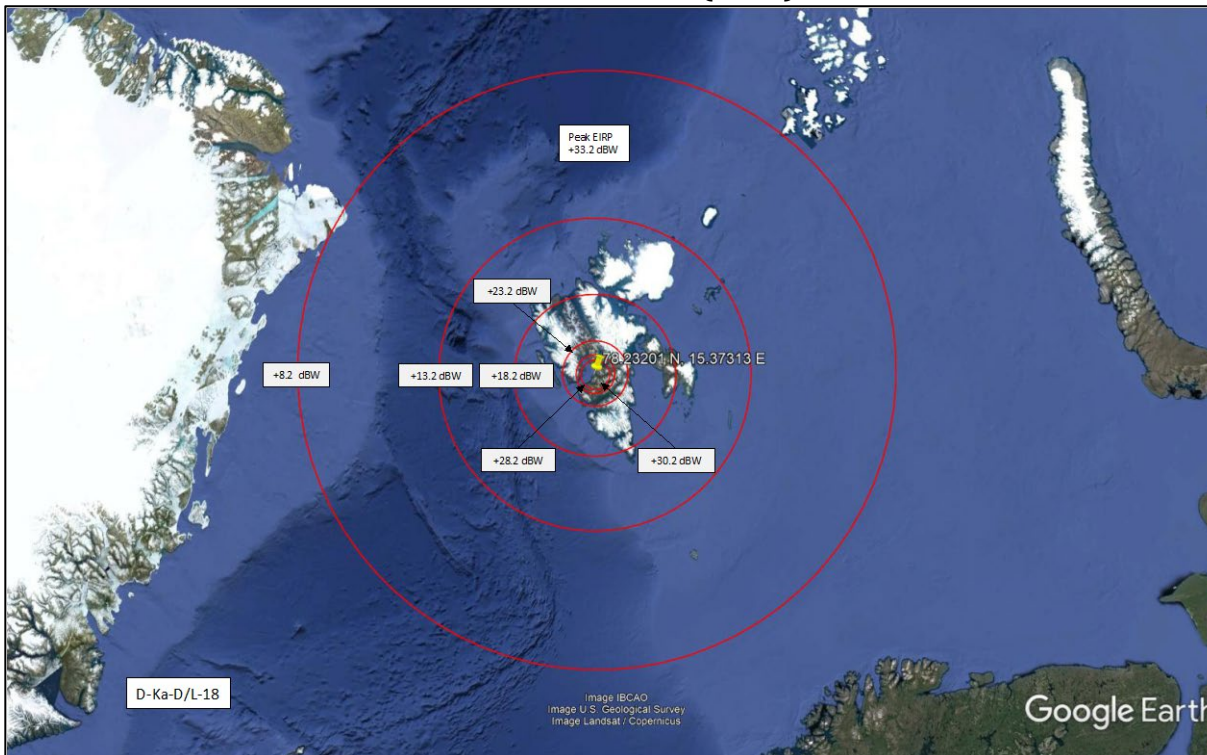 Peak EIRP
+33.2 dBW
+23.2 dBW
78.23201 N, 15.37313 E
+8.2 dBW
+13.2 dBW
+18.2 dBW
+28.2 dBW
+30.2 dBW
D-Ka-D/L-18
Image IBCAO
Image U.S. Geological Survey
Image Landsat / Copernicus
Google Earth